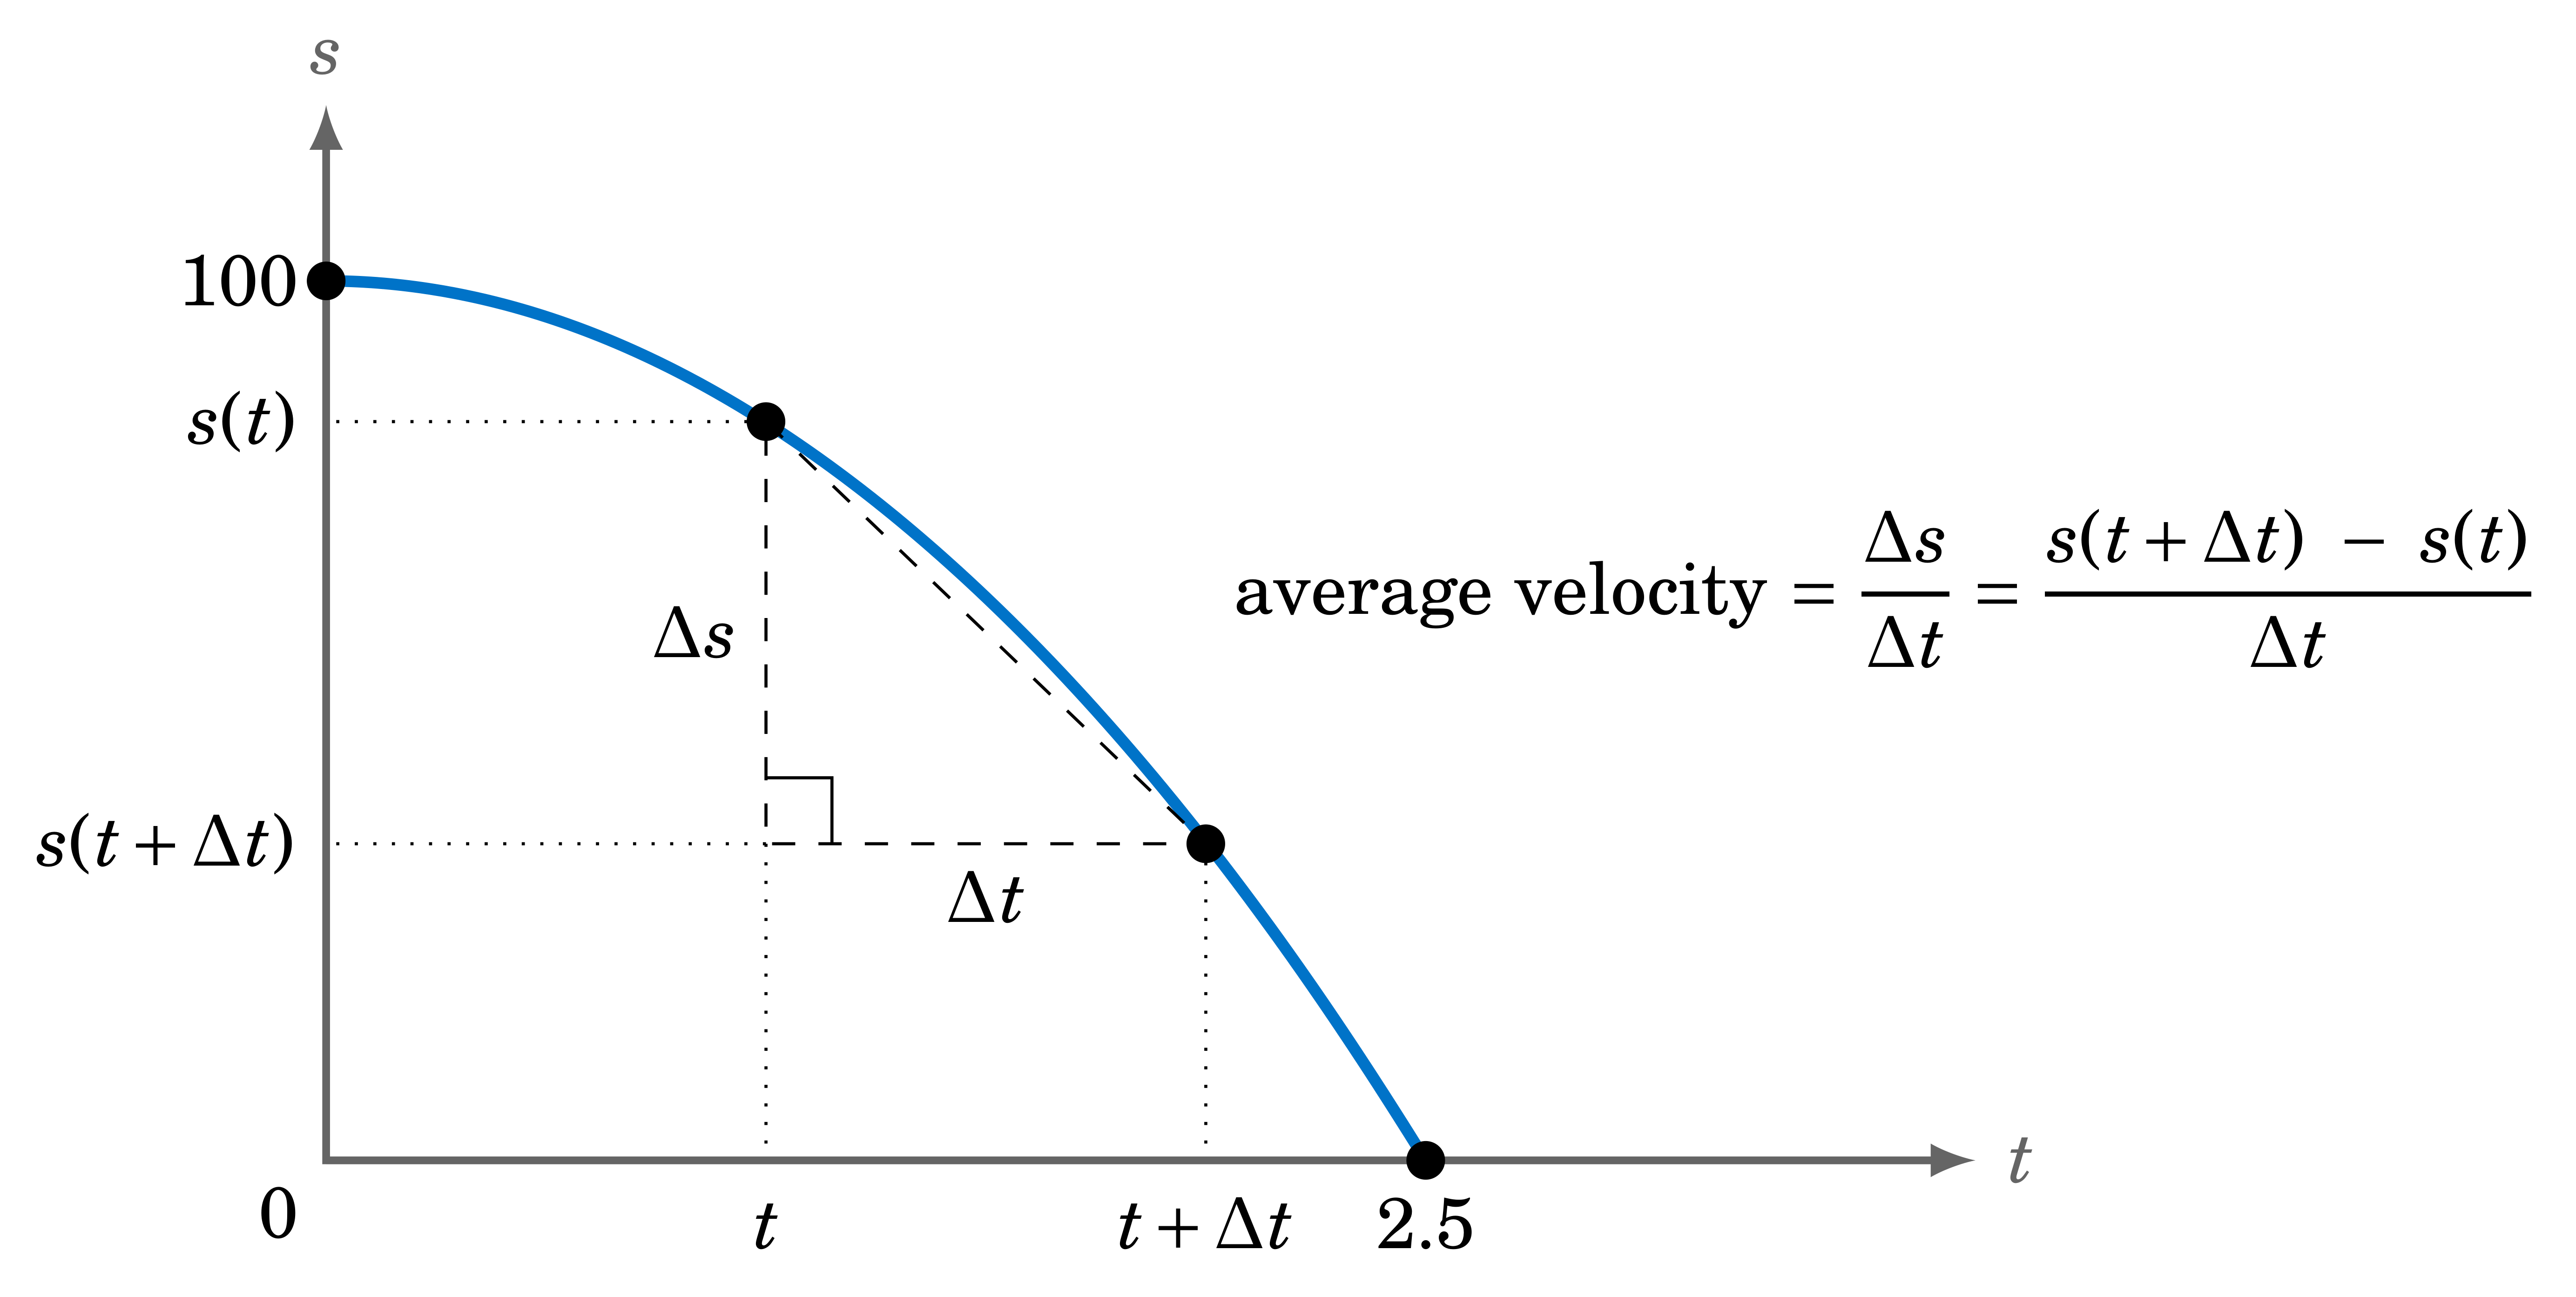 s
100
s(t)
average velocity = Δs/Δt = s(t + Δt) − s(t)/Δt
Δs
s(t + Δt)
Δt
t
0
t
t + Δt
2.5